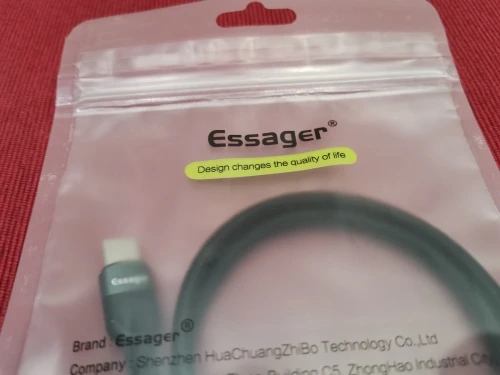 Essager®
Design changes the quality of life
Essager
Brand : Essager®
Company : Shenzhen HuaChuangZhiBo Technology Co.,Ltd
Building C5, ZhongHao Industrial City,